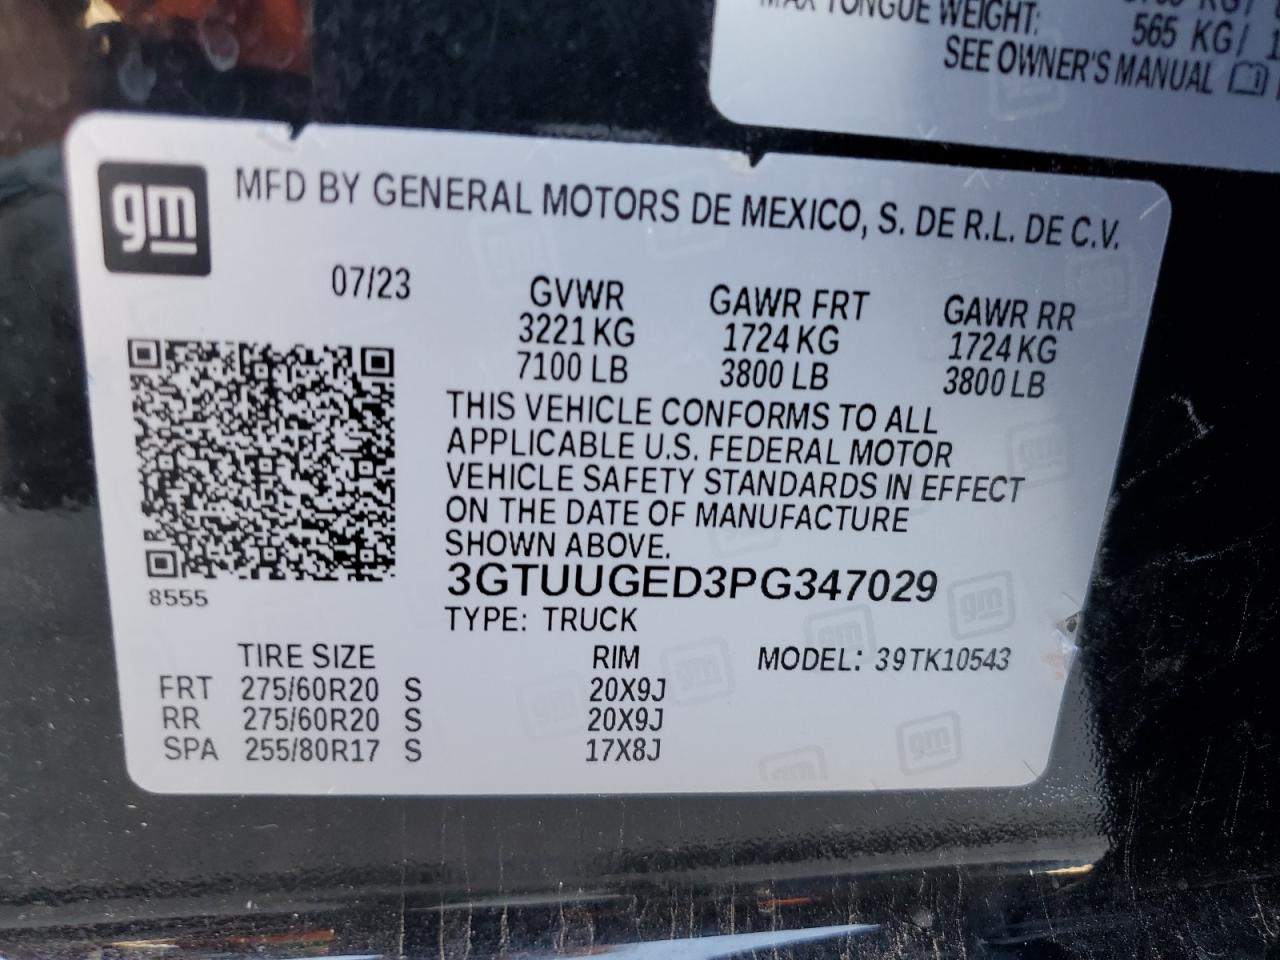 TONGUE WEIGHT:
565 KG/
SEE OWNER'S MANUAL
gm
MFD BY GENERAL MOTORS DE MEXICO, S. DE R.L. DE C.V.
07/23
GVWR
3221 KG
7100 LB
GAWR FRT
1724 KG
3800 LB
GAWR RR
1724 KG
3800 LB
THIS VEHICLE CONFORMS TO ALL
APPLICABLE U.S. FEDERAL MOTOR
VEHICLE SAFETY STANDARDS IN EFFECT
ON THE DATE OF MANUFACTURE
SHOWN ABOVE.
8555
3GTUUGED3PG347029
TYPE: TRUCK
TIRE SIZE RIM MODEL: 39TK10543
FRT 275/60R20 S 20X9J
RR 275/60R20 S 20X9J
SPA 255/80R17 S 17X8J